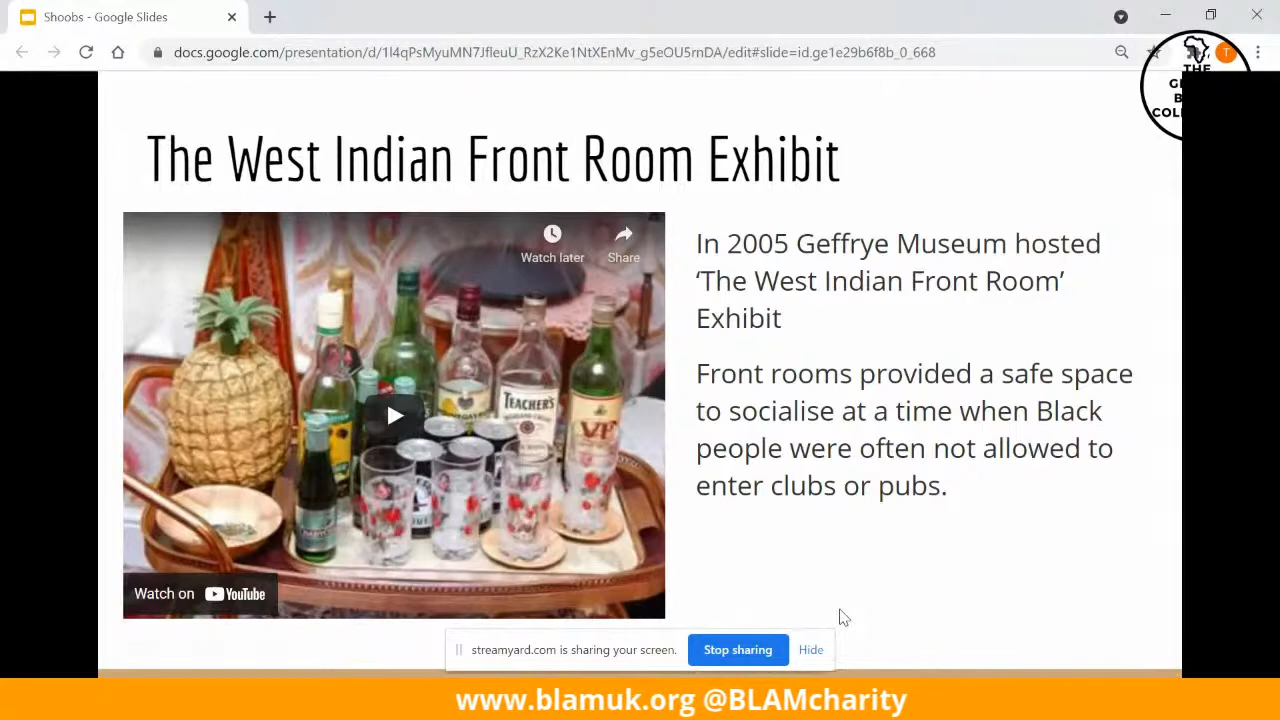 Shoobs - Google Slides
docs.google.com/presentation/d/1l4qPsMyuMN7JfleuU_RzX2Ke1NtXEnMv_g5eOU5rnDA/edit#slide=id.ge1e29b6f8b_0_668
T
THE
The West Indian Front Room Exhibit
Watch later
Share
TEACHER'S
VP
Watch on YouTube
In 2005 Geffrye Museum hosted
‘The West Indian Front Room’
Exhibit
Front rooms provided a safe space
to socialise at a time when Black
people were often not allowed to
enter clubs or pubs.
streamyard.com is sharing your screen.
Stop sharing
Hide
www.blamuk.org @BLAMcharity